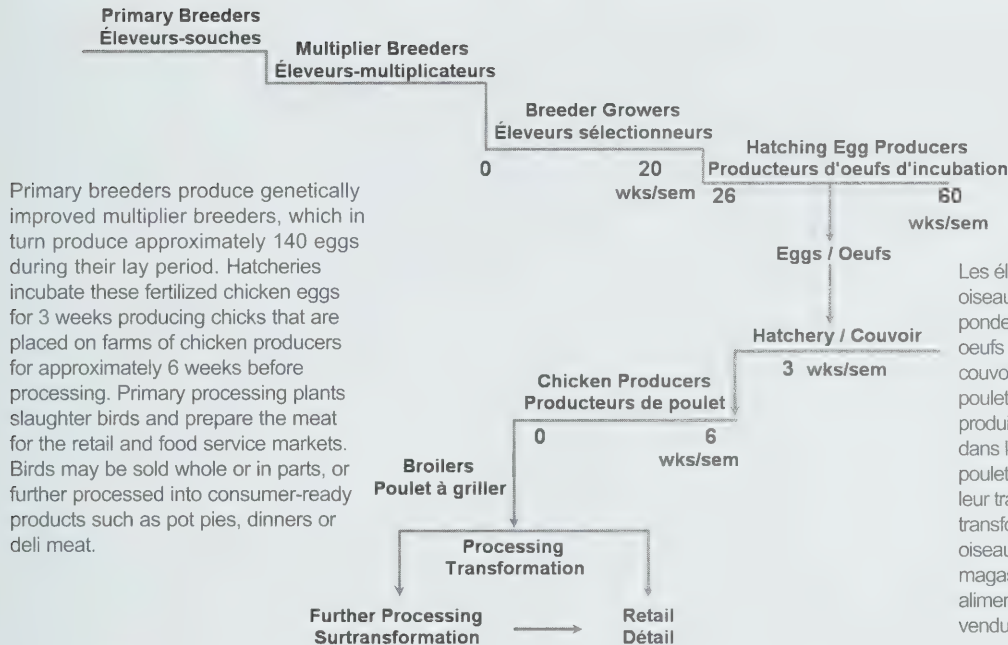 Primary Breeders
Éleveurs-souches
Multiplier Breeders
Éleveurs-multiplicateurs
Breeder Growers
Éleveurs sélectionneurs
0 20
wks/sem
Hatching Egg Producers
Producteurs d'oeufs d'incubation
26 60
wks/sem
Eggs / Oeufs
Hatchery / Couvoir
3 wks/sem
Chicken Producers
Producteurs de poulet
0 6
wks/sem
Broilers
Poulet à griller
Processing
Transformation
Further Processing
Surtransformation
Retail
Détail
Primary breeders produce genetically
improved multiplier breeders, which in
turn produce approximately 140 eggs
during their lay period. Hatcheries
incubate these fertilized chicken eggs
for 3 weeks producing chicks that are
placed on farms of chicken producers
for approximately 6 weeks before
processing. Primary processing plants
slaughter birds and prepare the meat
for the retail and food service markets.
Birds may be sold whole or in parts, or
further processed into consumer-ready
products such as pot pies, dinners or
deli meat.
Les él
oiseau
ponde
oeufs
couvoi
poulet
produi
dans l
poulet
leur tra
transfo
oiseau
magas
alimen
vendu